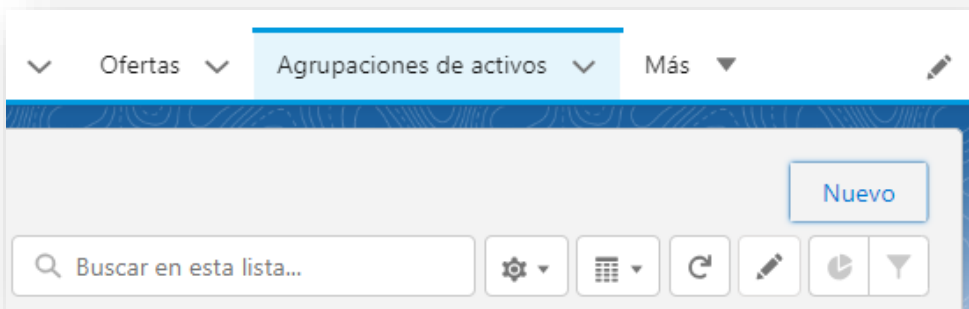 Ofertas Agrupaciones de activos Más
Nuevo
Buscar en esta lista...